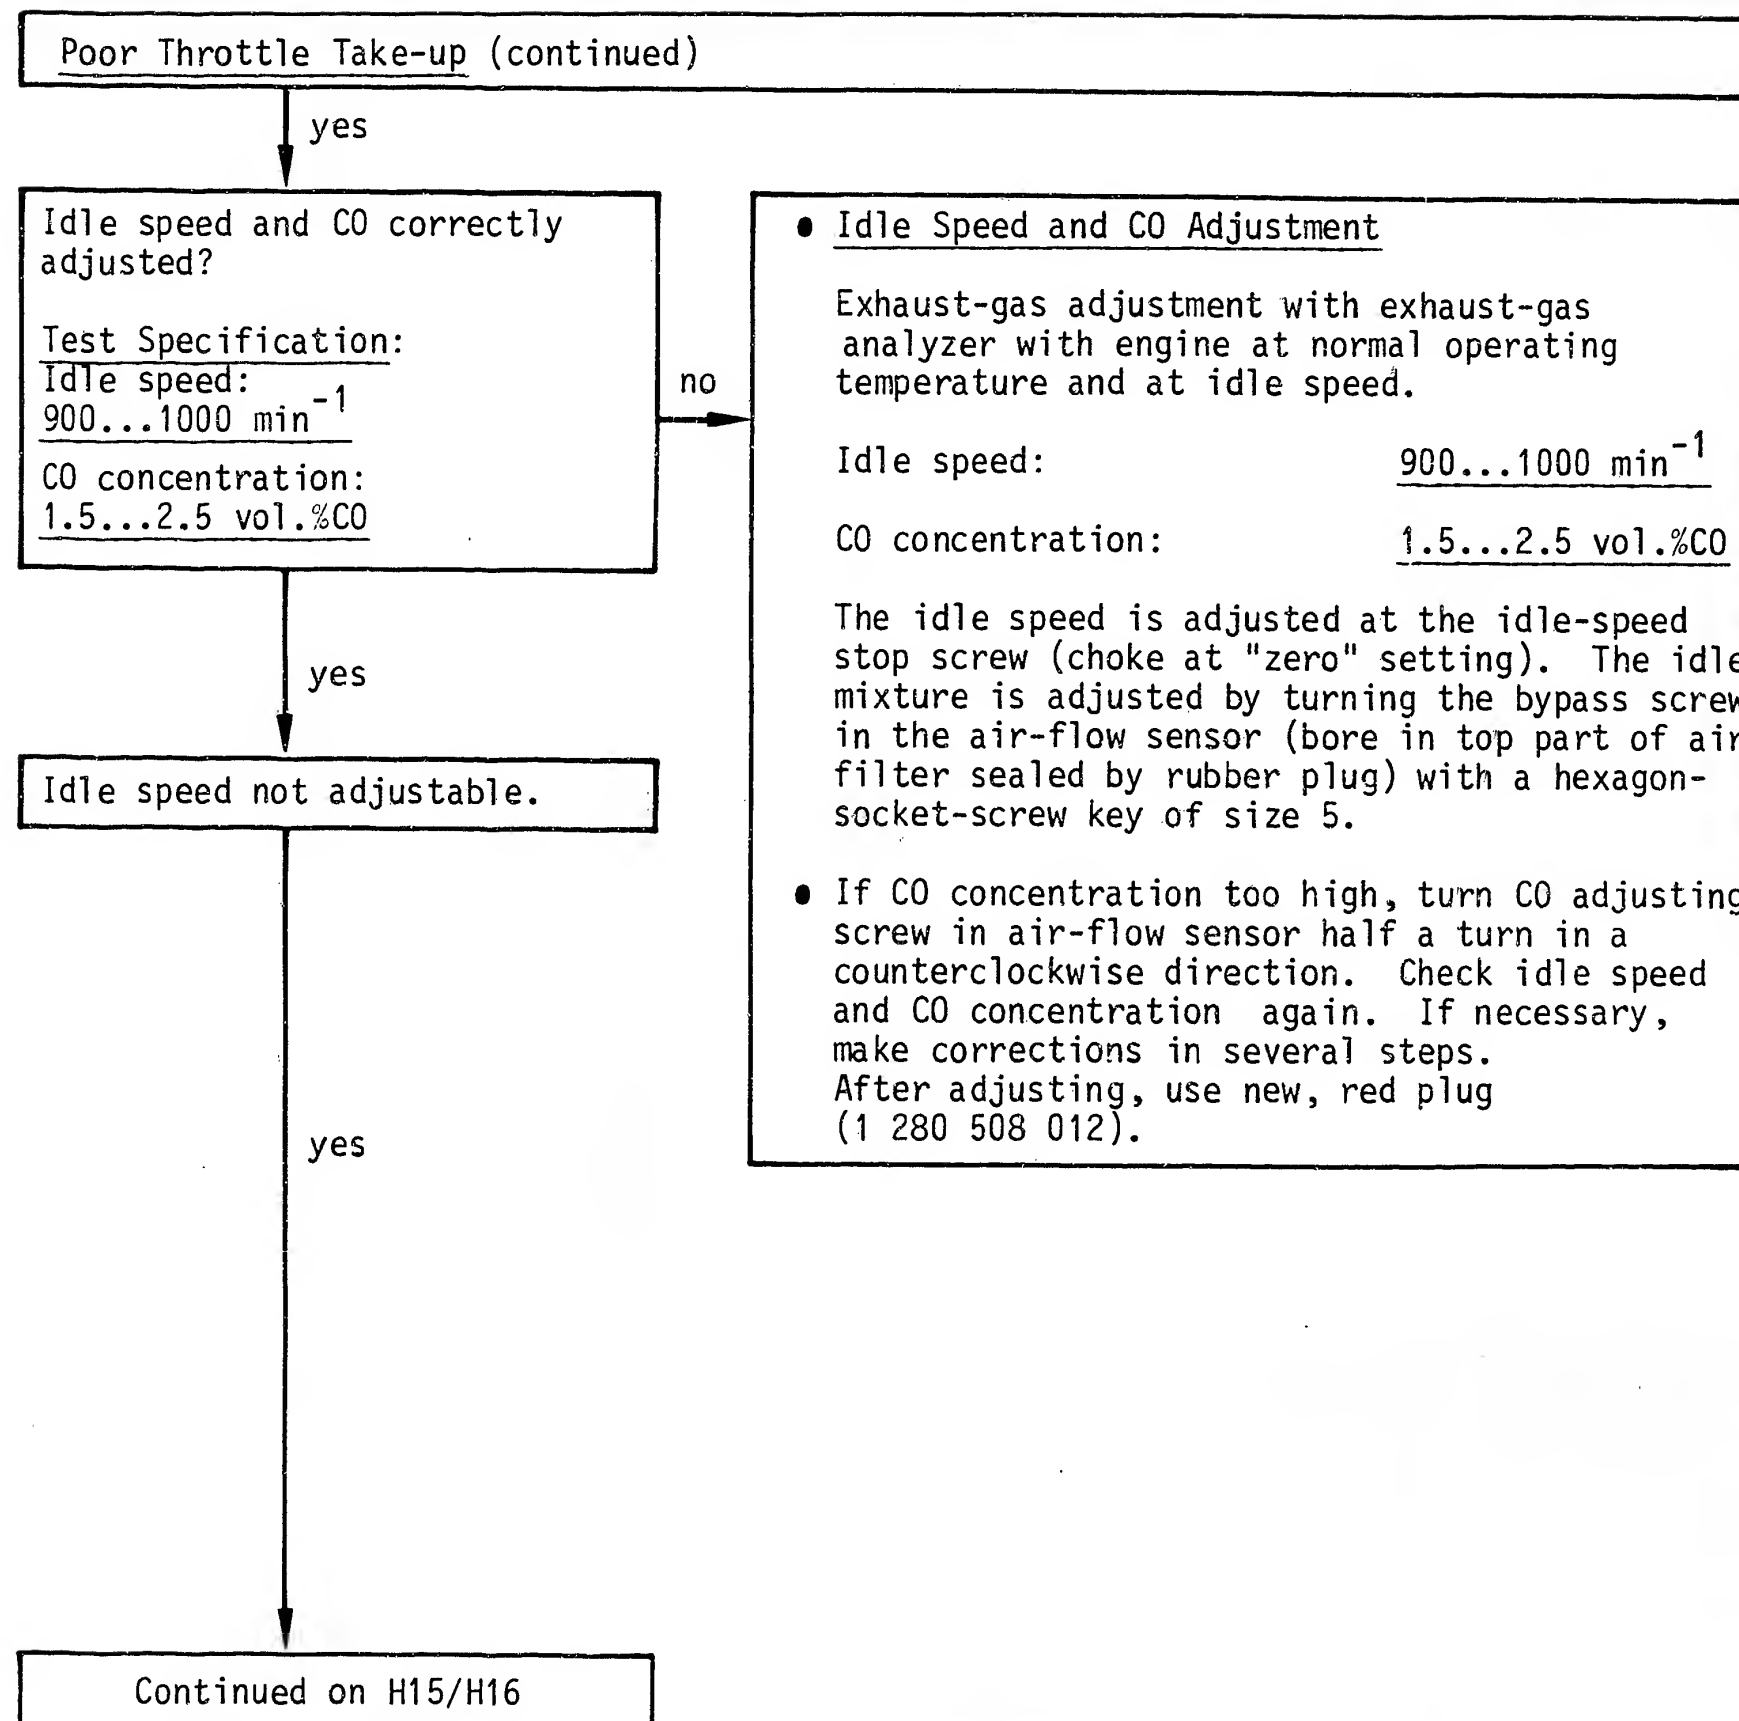 Poor Throttle Take-up (continued)
yes
Idle speed and CO correctly
adjusted?
Test Specification:
Idle speed:
900...1000 min⁻¹
CO concentration:
1.5...2.5 vol.%CO
no
● Idle Speed and CO Adjustment
Exhaust-gas adjustment with exhaust-gas
analyzer with engine at normal operating
temperature and at idle speed.
Idle speed: 900...1000 min⁻¹
CO concentration: 1.5...2.5 vol.%CO
The idle speed is adjusted at the idle-speed
stop screw (choke at "zero" setting). The idle
mixture is adjusted by turning the bypass screw
in the air-flow sensor (bore in top part of air
filter sealed by rubber plug) with a hexagon-
socket-screw key of size 5.
● If CO concentration too high, turn CO adjusting
screw in air-flow sensor half a turn in a
counterclockwise direction. Check idle speed
and CO concentration again. If necessary,
make corrections in several steps.
After adjusting, use new, red plug
(1 280 508 012).
yes
Idle speed not adjustable.
yes
Continued on H15/H16